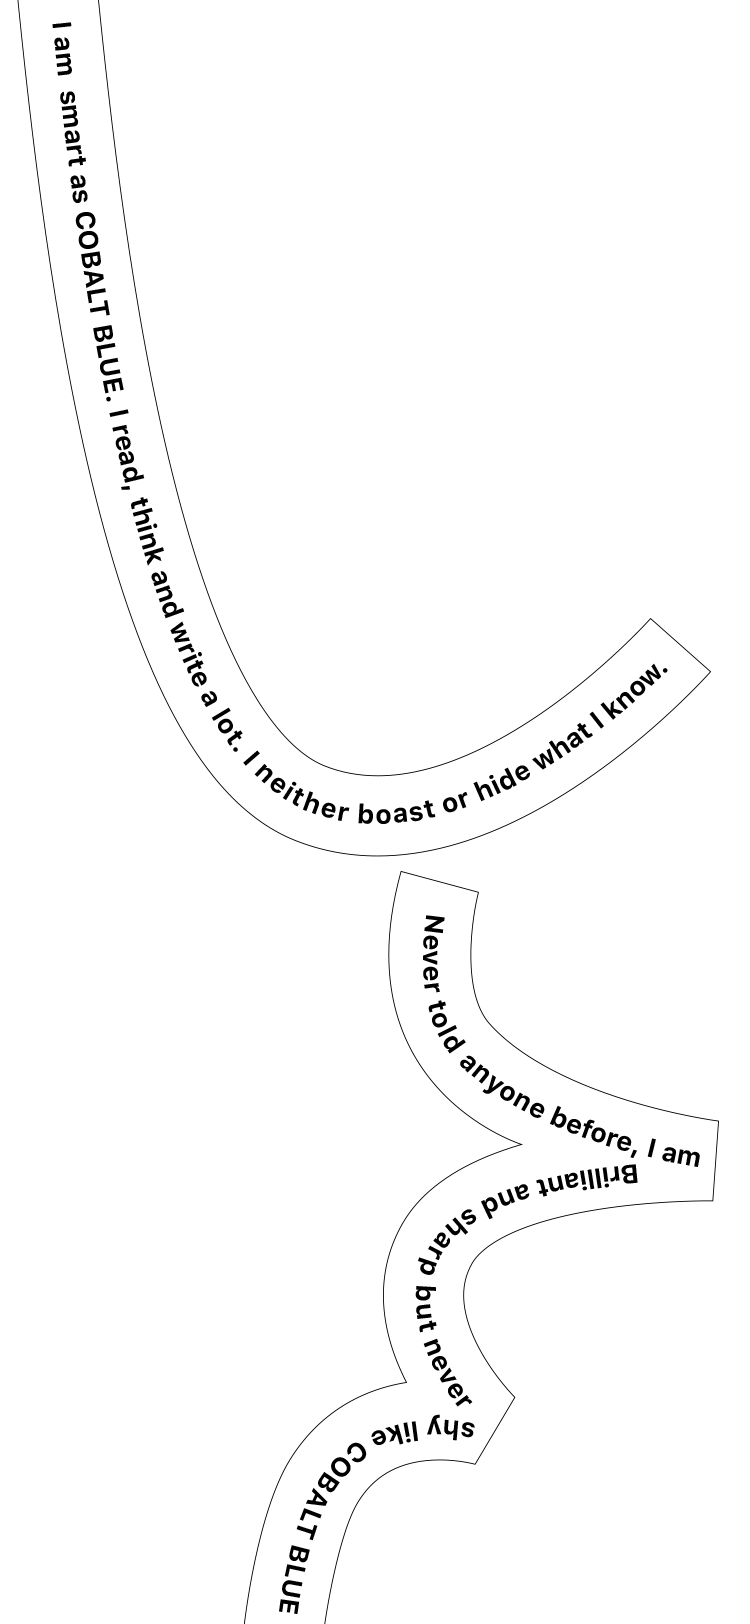 I am smart as COBALT BLUE. I read, think and write a lot. I neither boast or hide what I know.
Never told anyone before, I am
Brilliant and sharp but never
shy like COBALT BLUE